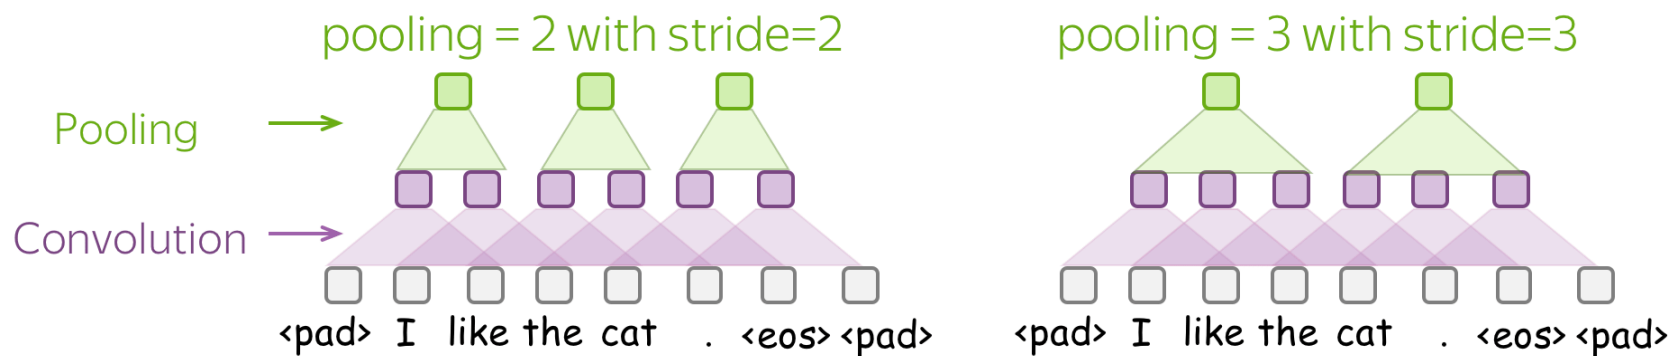 pooling = 2 with stride=2
pooling = 3 with stride=3
Pooling
Convolution
<pad> I like the cat . <eos> <pad>
<pad> I like the cat . <eos> <pad>